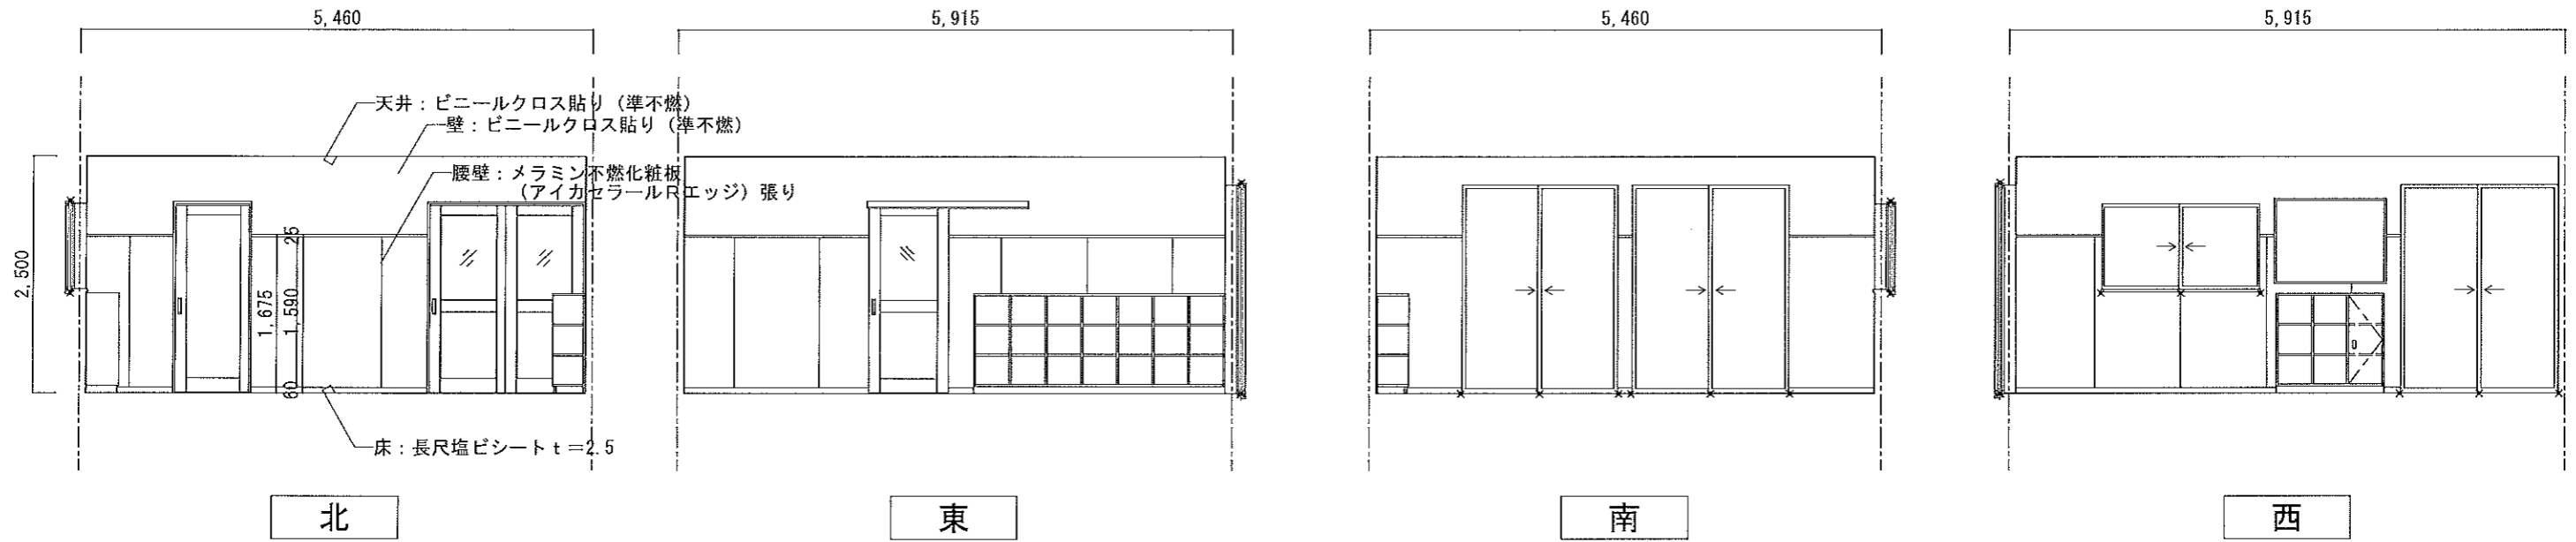 5,460
5,915
5,460
5,915
天井：ビニールクロス貼り（準不燃）
壁：ビニールクロス貼り（準不燃）
腰壁：メラミン不燃化粧板
（アイカセラールＲエッジ）張り
2,500
25
1,675
1,590
60
床：長尺塩ビシートｔ＝2.5
北
東
南
西